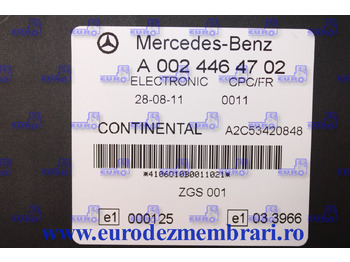 Mercedes-Benz
A 002 446 47 02
ELECTRONIC CPC/FR
28-08-11 0011
CONTINENTAL A2C53420848
*4106010B0011021*
ZGS 001
e1 000125 e1 03 3966
www.eurodezmembrari.ro